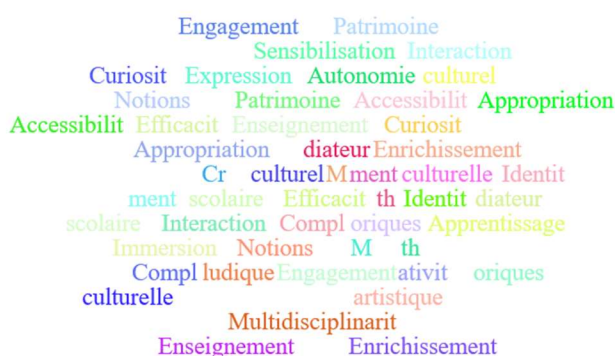 Engagement Patrimoine
Sensibilisation Interaction
Curiosit Expression Autonomie culturel
Notions Patrimoine Accessibilit Appropriation
Accessibilit Efficacit Enseignement Curiosit
Appropriation diateur Enrichissement
Cr culturel M ment culturelle Identit
ment scolaire Efficacit th Identit diateur
scolaire Interaction Compl oriques Apprentissage
Immersion Notions M th
Compl ludique Engagement ativit oriques
culturelle artistique
Multidisciplinarit
Enseignement Enrichissement